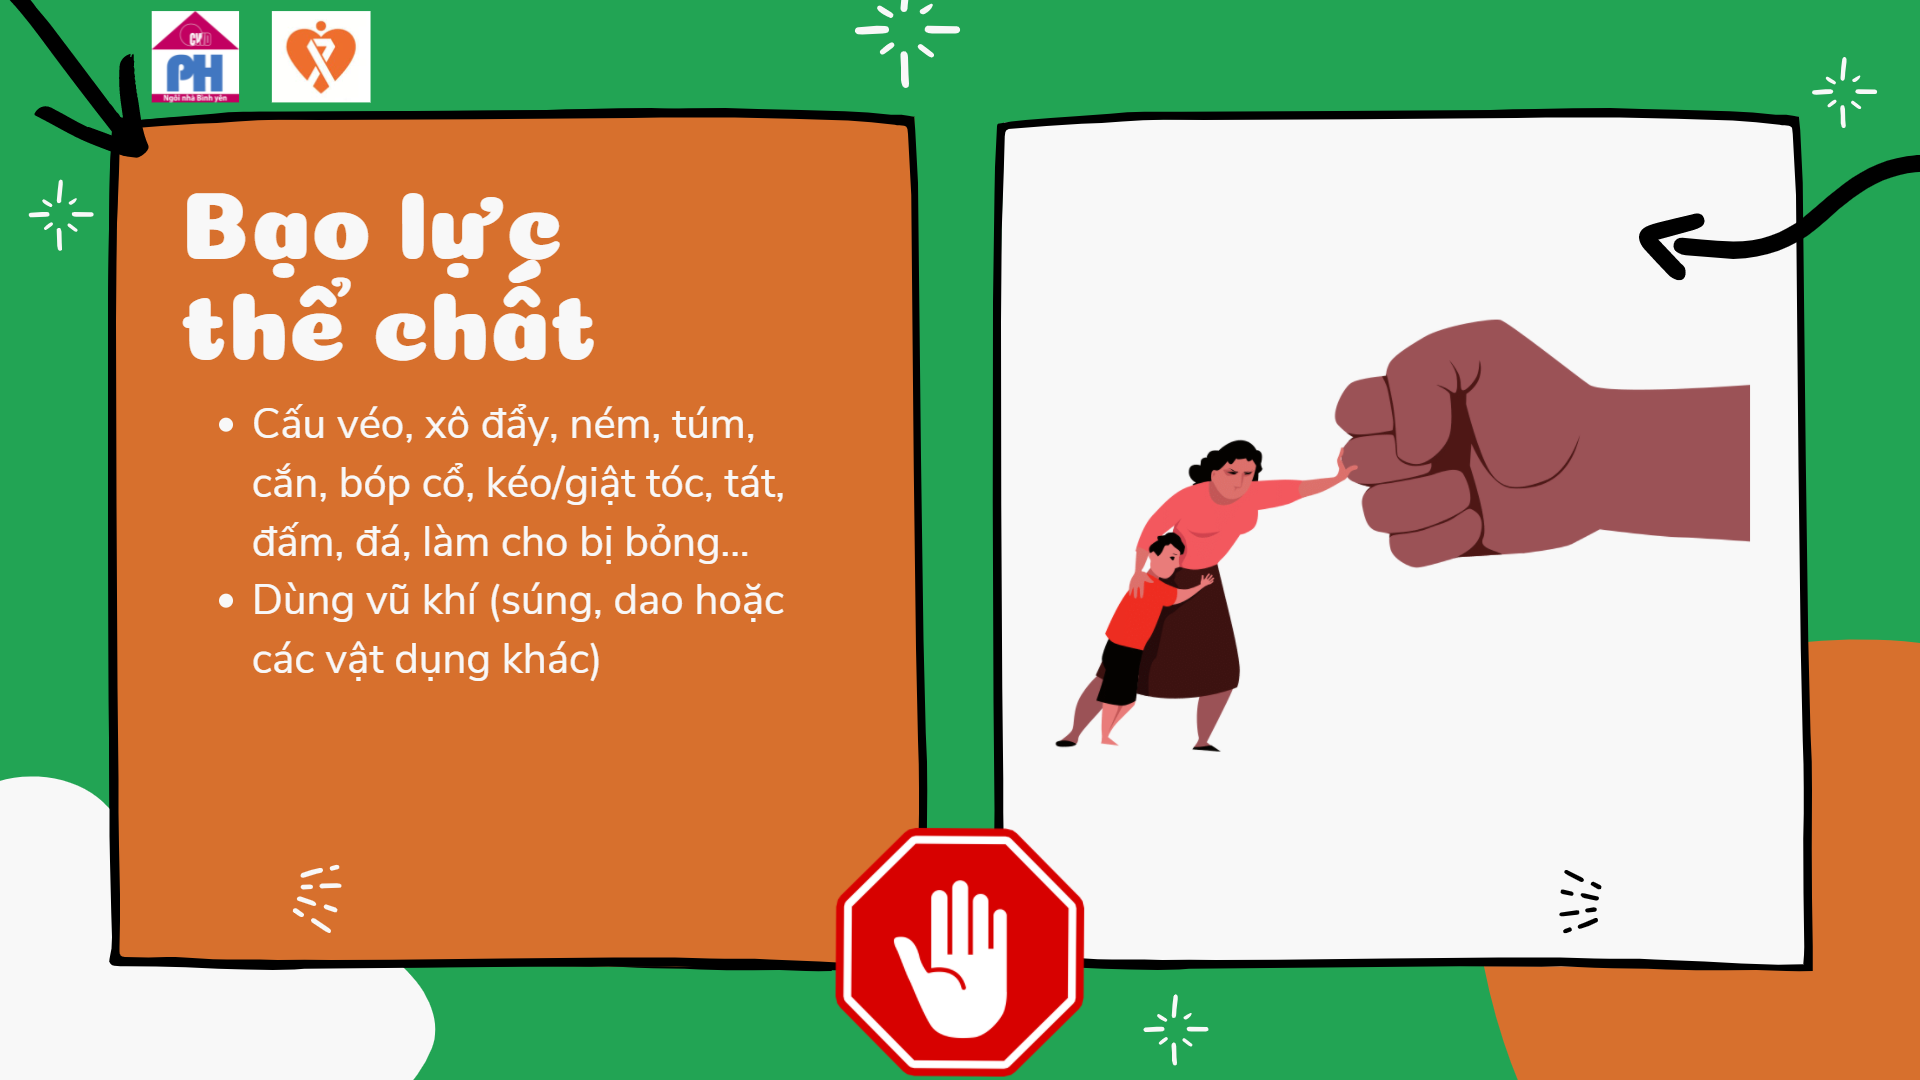 CWD
PH
Ngôi nhà Bình yên
Bạo lực
thể chất
• Cấu véo, xô đẩy, ném, túm,
cắn, bóp cổ, kéo/giật tóc, tát,
đấm, đá, làm cho bị bỏng...
• Dùng vũ khí (súng, dao hoặc
các vật dụng khác)